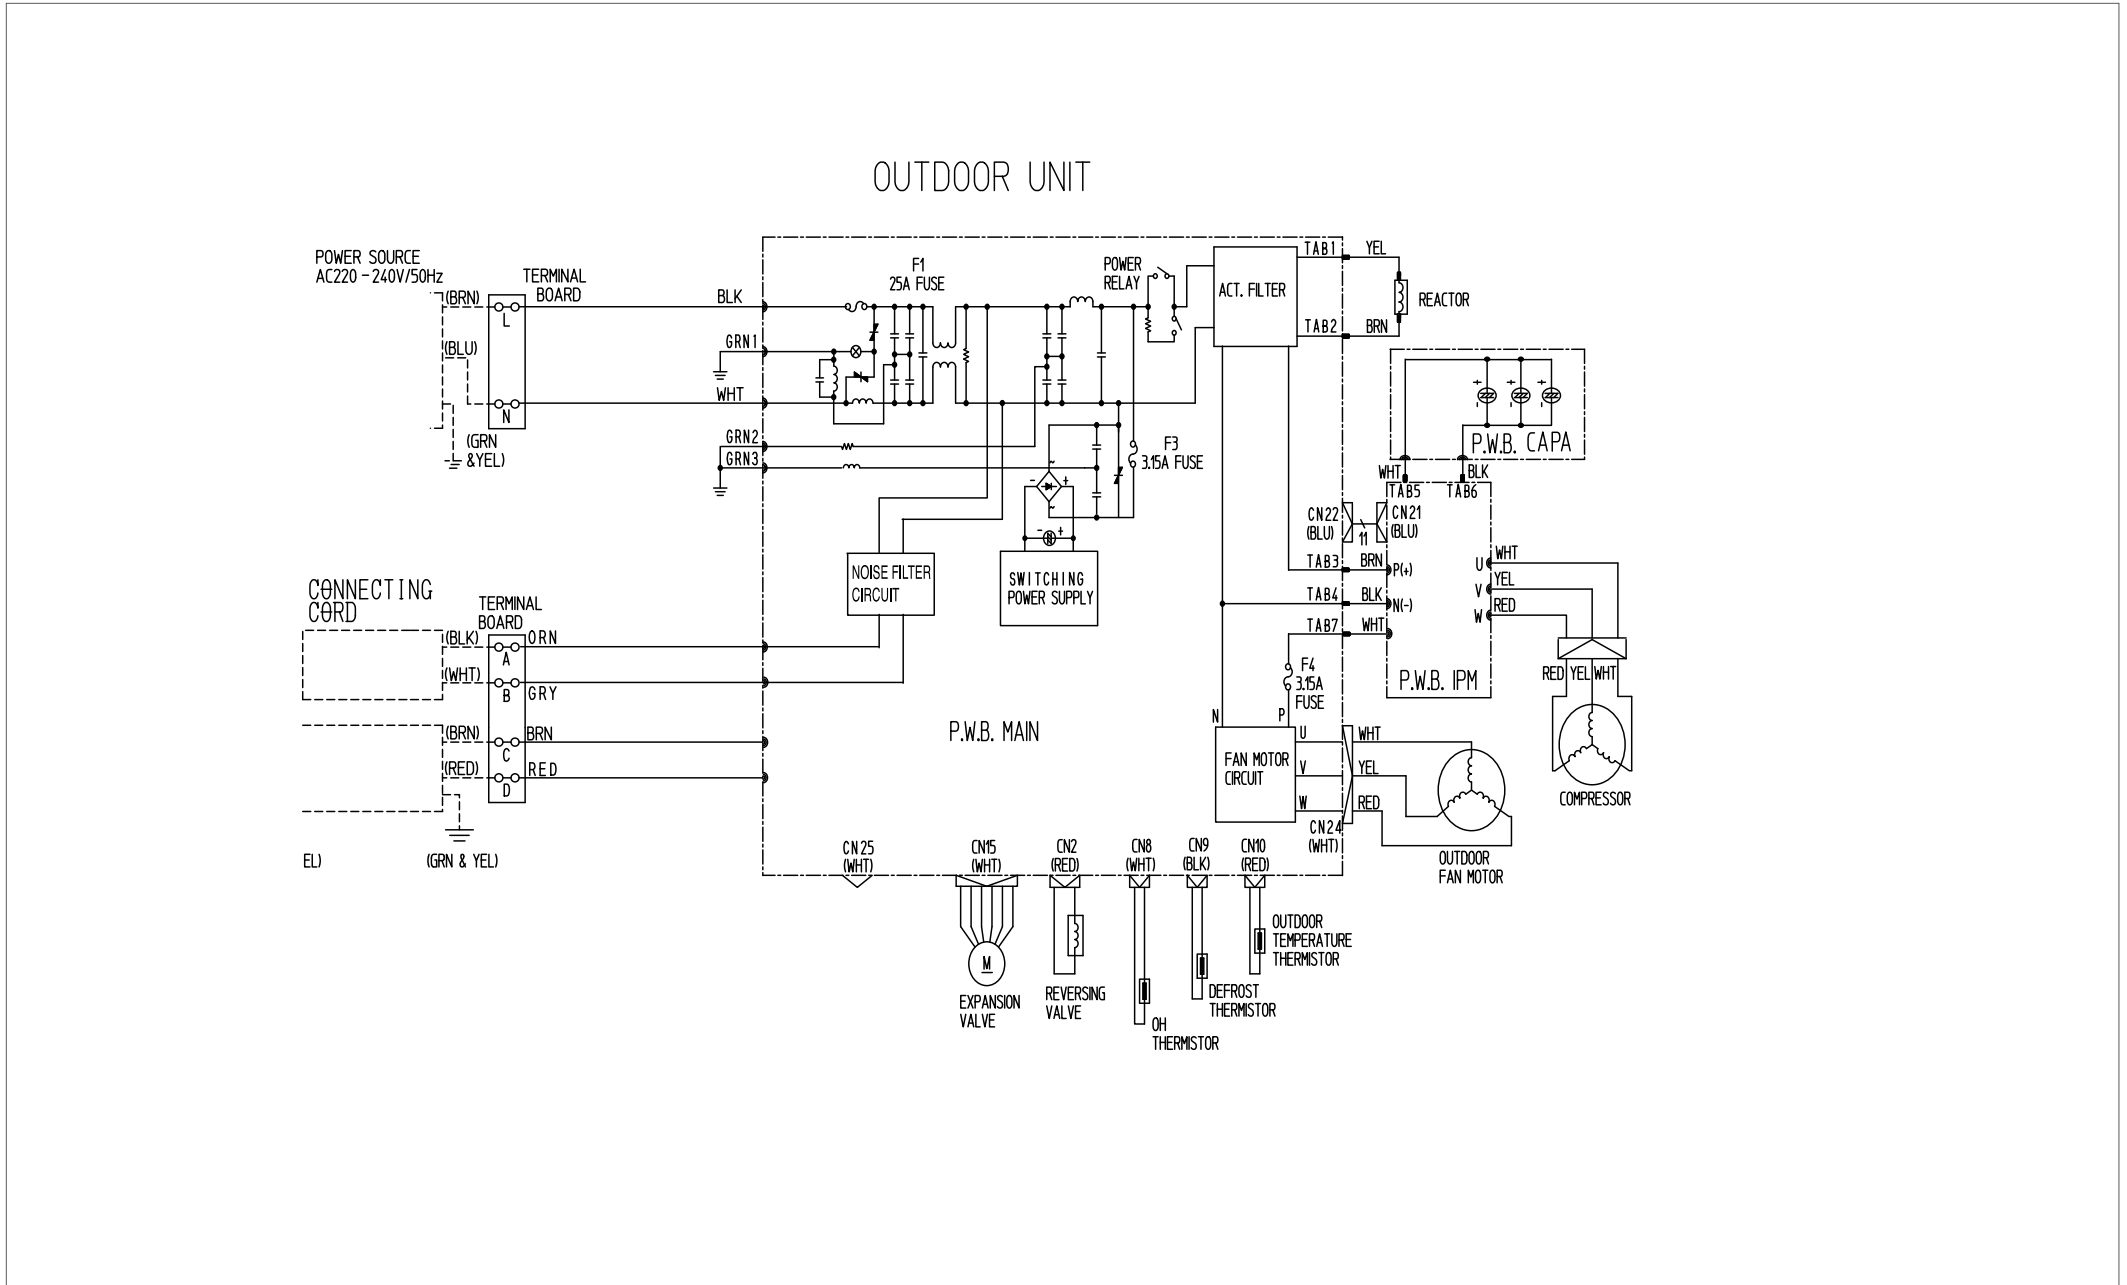 OUTDOOR UNIT
POWER SOURCE
AC220 - 240V/50Hz
TERMINAL
BOARD
(BRN)
L
(BLU)
N
(GRN
&YEL)
BLK
GRN1
WHT
GRN2
GRN3
F1
25A FUSE
POWER
RELAY
ACT. FILTER
TAB1
YEL
TAB2
BRN
REACTOR
F3
3.15A FUSE
+
+
+
-
-
-
P.W.B. CAPA
WHT
BLK
TAB5
TAB6
CN22
(BLU)
11
CN21
(BLU)
~
-
+
~
-
+
NOISE FILTER
CIRCUIT
SWITCHING
POWER SUPPLY
TAB3
BRN
P(+)
TAB4
BLK
N(-)
TAB7
WHT
U
WHT
V
YEL
W
RED
P.W.B. IPM
RED
YEL
WHT
COMPRESSOR
F4
3.15A
FUSE
N
P
FAN MOTOR
CIRCUIT
U
V
W
WHT
YEL
RED
CN24
(WHT)
OUTDOOR
FAN MOTOR
CONNECTING
CORD
TERMINAL
BOARD
(BLK)
ORN
A
(WHT)
B
GRY
(BRN)
BRN
C
(RED)
RED
D
EL)
(GRN & YEL)
P.W.B. MAIN
CN25
(WHT)
CN15
(WHT)
CN2
(RED)
CN8
(WHT)
CN9
(BLK)
CN10
(RED)
M
EXPANSION
VALVE
REVERSING
VALVE
OH
THERMISTOR
DEFROST
THERMISTOR
OUTDOOR
TEMPERATURE
THERMISTOR